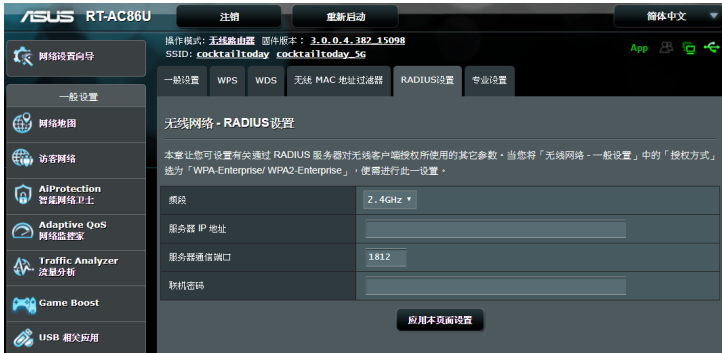 ASUS RT-AC86U 注销 重新启动 简体中文
操作模式: 无线路由器 固件版本: 3.0.0.4.382_15098
SSID: cocktailtoday cocktailtoday_5G
App
网络设置向导
一般设置
网络地图
访客网络
AiProtection
智能网络卫士
Adaptive QoS
网络监控家
Traffic Analyzer
流量分析
Game Boost
USB 相关应用
一般设置 WPS WDS 无线 MAC 地址过滤器 RADIUS设置 专业设置
无线网络 - RADIUS设置
本章让您可设置有关通过 RADIUS 服务器对无线客户端授权所使用的其它参数。当您将「无线网络 - 一般设置」中的「授权方式」
选为「WPA-Enterprise/ WPA2-Enterprise」,便需进行此一设置。
频段 2.4GHz
服务器 IP 地址
服务器通信端口 1812
联机密码
应用本页面设置